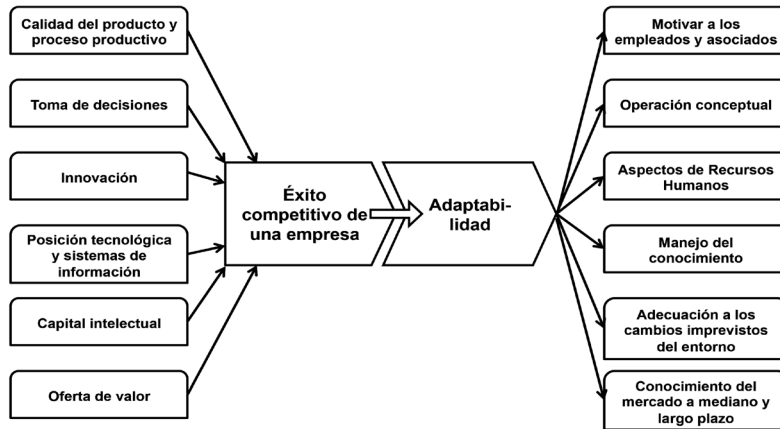 Calidad del producto y
proceso productivo
Toma de decisiones
Innovación
Posición tecnológica
y sistemas de
información
Capital intelectual
Oferta de valor
Éxito
competitivo de
una empresa
Adaptabi-
lidad
Motivar a los
empleados y asociados
Operación conceptual
Aspectos de Recursos
Humanos
Manejo del
conocimiento
Adecuación a los
cambios imprevistos
del entorno
Conocimiento del
mercado a mediano y
largo plazo